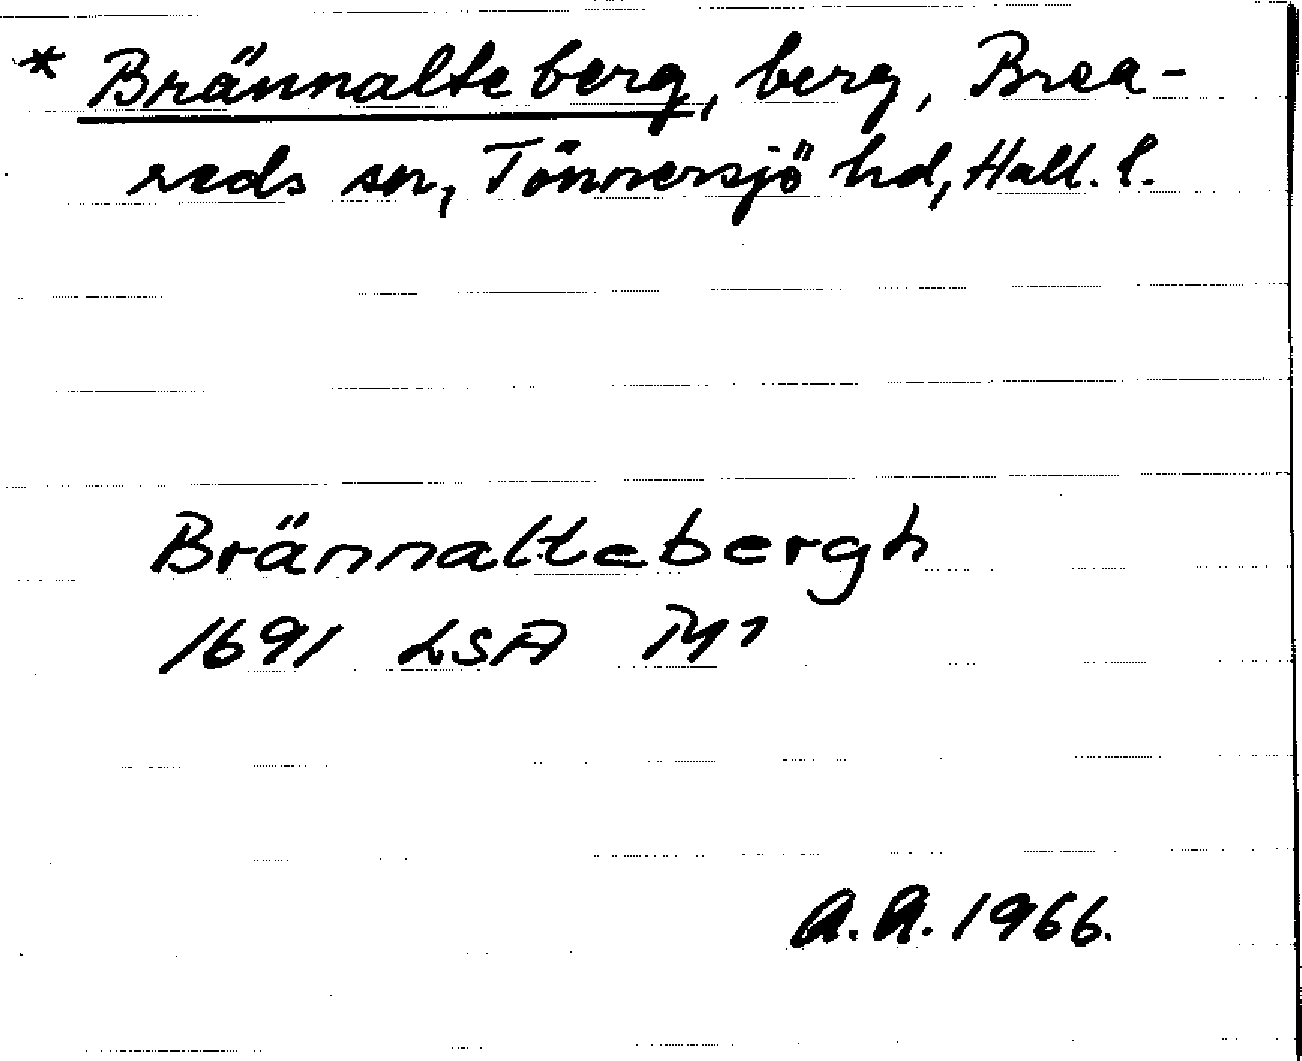 * Brännalteberg, berg, Brea-
reds sn, Tönnersjö hd, Hall. l.
Brännaltebergh
1691 LSA
A.A. 1966.